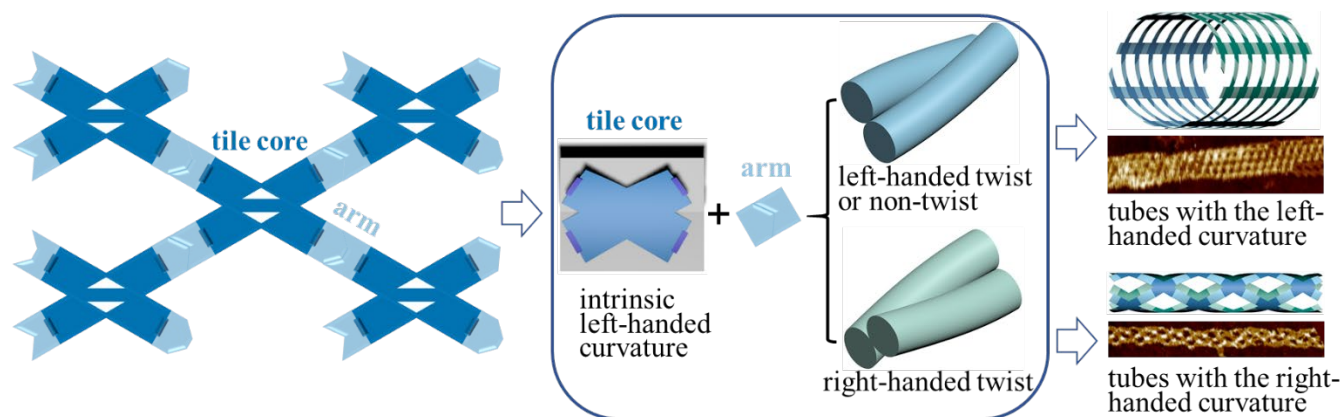 tile core
arm
tile core
intrinsic
left-handed
curvature
+
arm
left-handed twist
or non-twist
right-handed twist
tubes with the left-
handed curvature
tubes with the right-
handed curvature